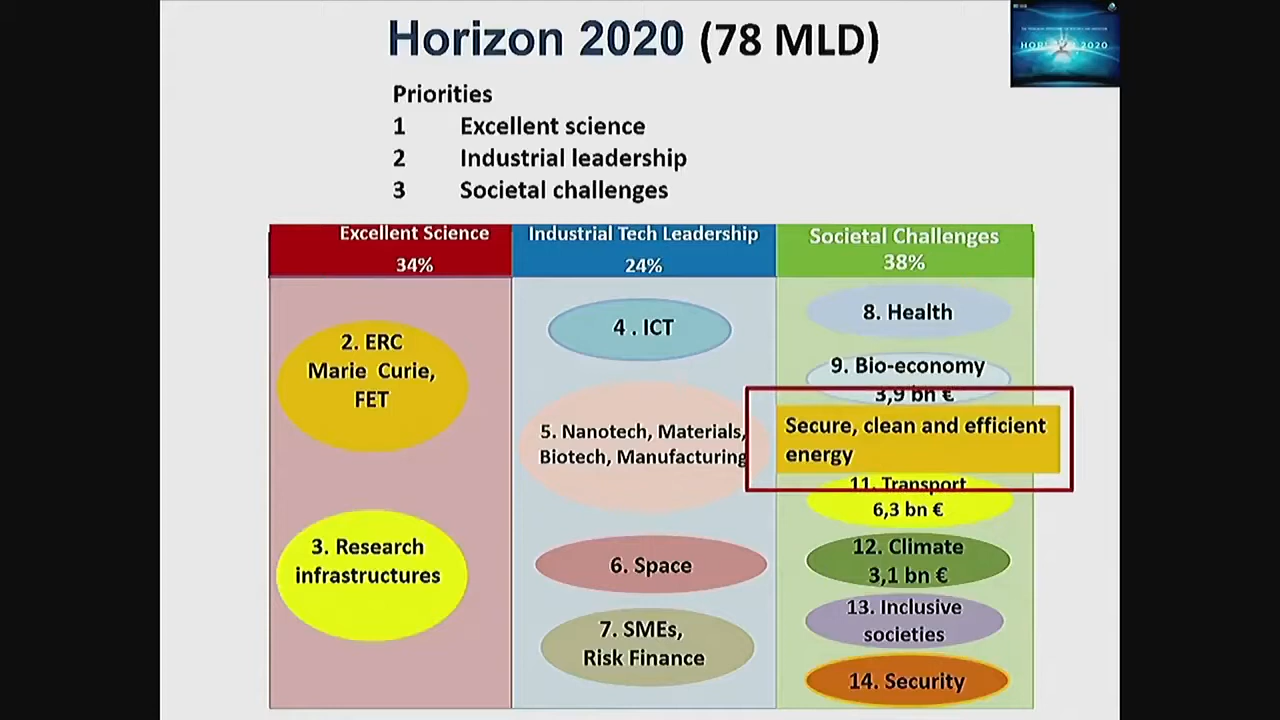 Horizon 2020 (78 MLD)
HORIZON 2020
Priorities
1 Excellent science
2 Industrial leadership
3 Societal challenges
Excellent Science
34%
2. ERC
Marie Curie,
FET
3. Research
infrastructures
Industrial Tech Leadership
24%
4 . ICT
5. Nanotech, Materials,
Biotech, Manufacturing
6. Space
7. SMEs,
Risk Finance
Societal Challenges
38%
8. Health
9. Bio-economy
3,9 bn €
Secure, clean and efficient
energy
11. Transport
6,3 bn €
12. Climate
3,1 bn €
13. Inclusive
societies
14. Security